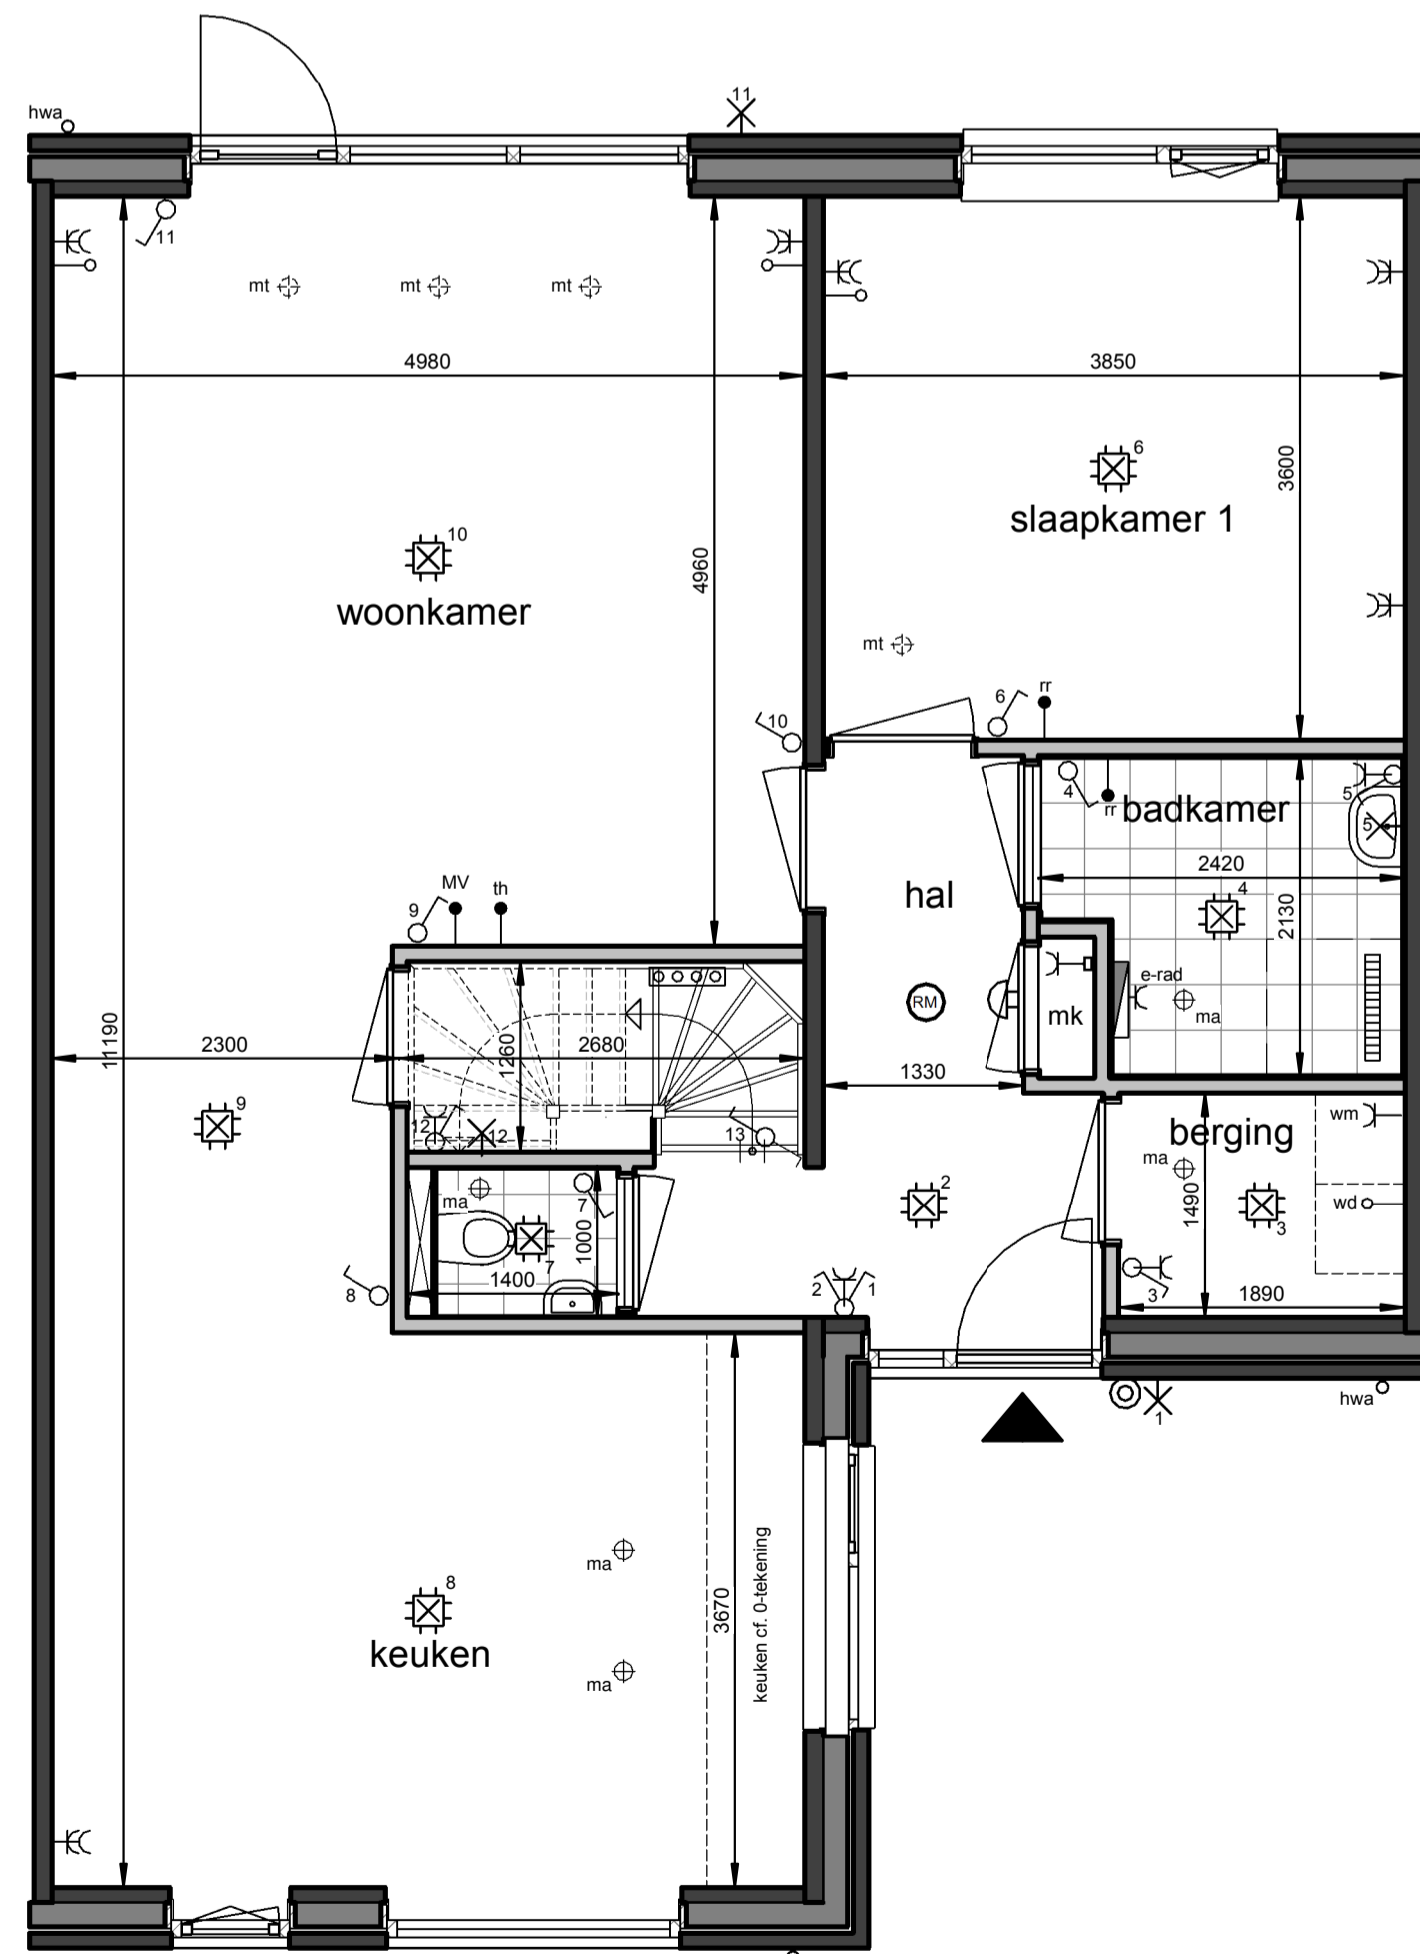 11
hwa
11
mt
mt
mt
4980
3850
6
3600
slaapkamer 1
10
4960
woonkamer
mt
rr
6
10
4
rr
badkamer
5
5
2420
4
2130
hal
MV
th
9
e-rad
ma
RM
mk
11190
2300
1260
2680
1330
9
12
12
13
berging
wm
ma
2
1490
3
wd
ma
7
7
1000
1400
8
2
1
3
1890
hwa
1
keuken cf. 0-tekening
ma
8
3670
keuken
ma